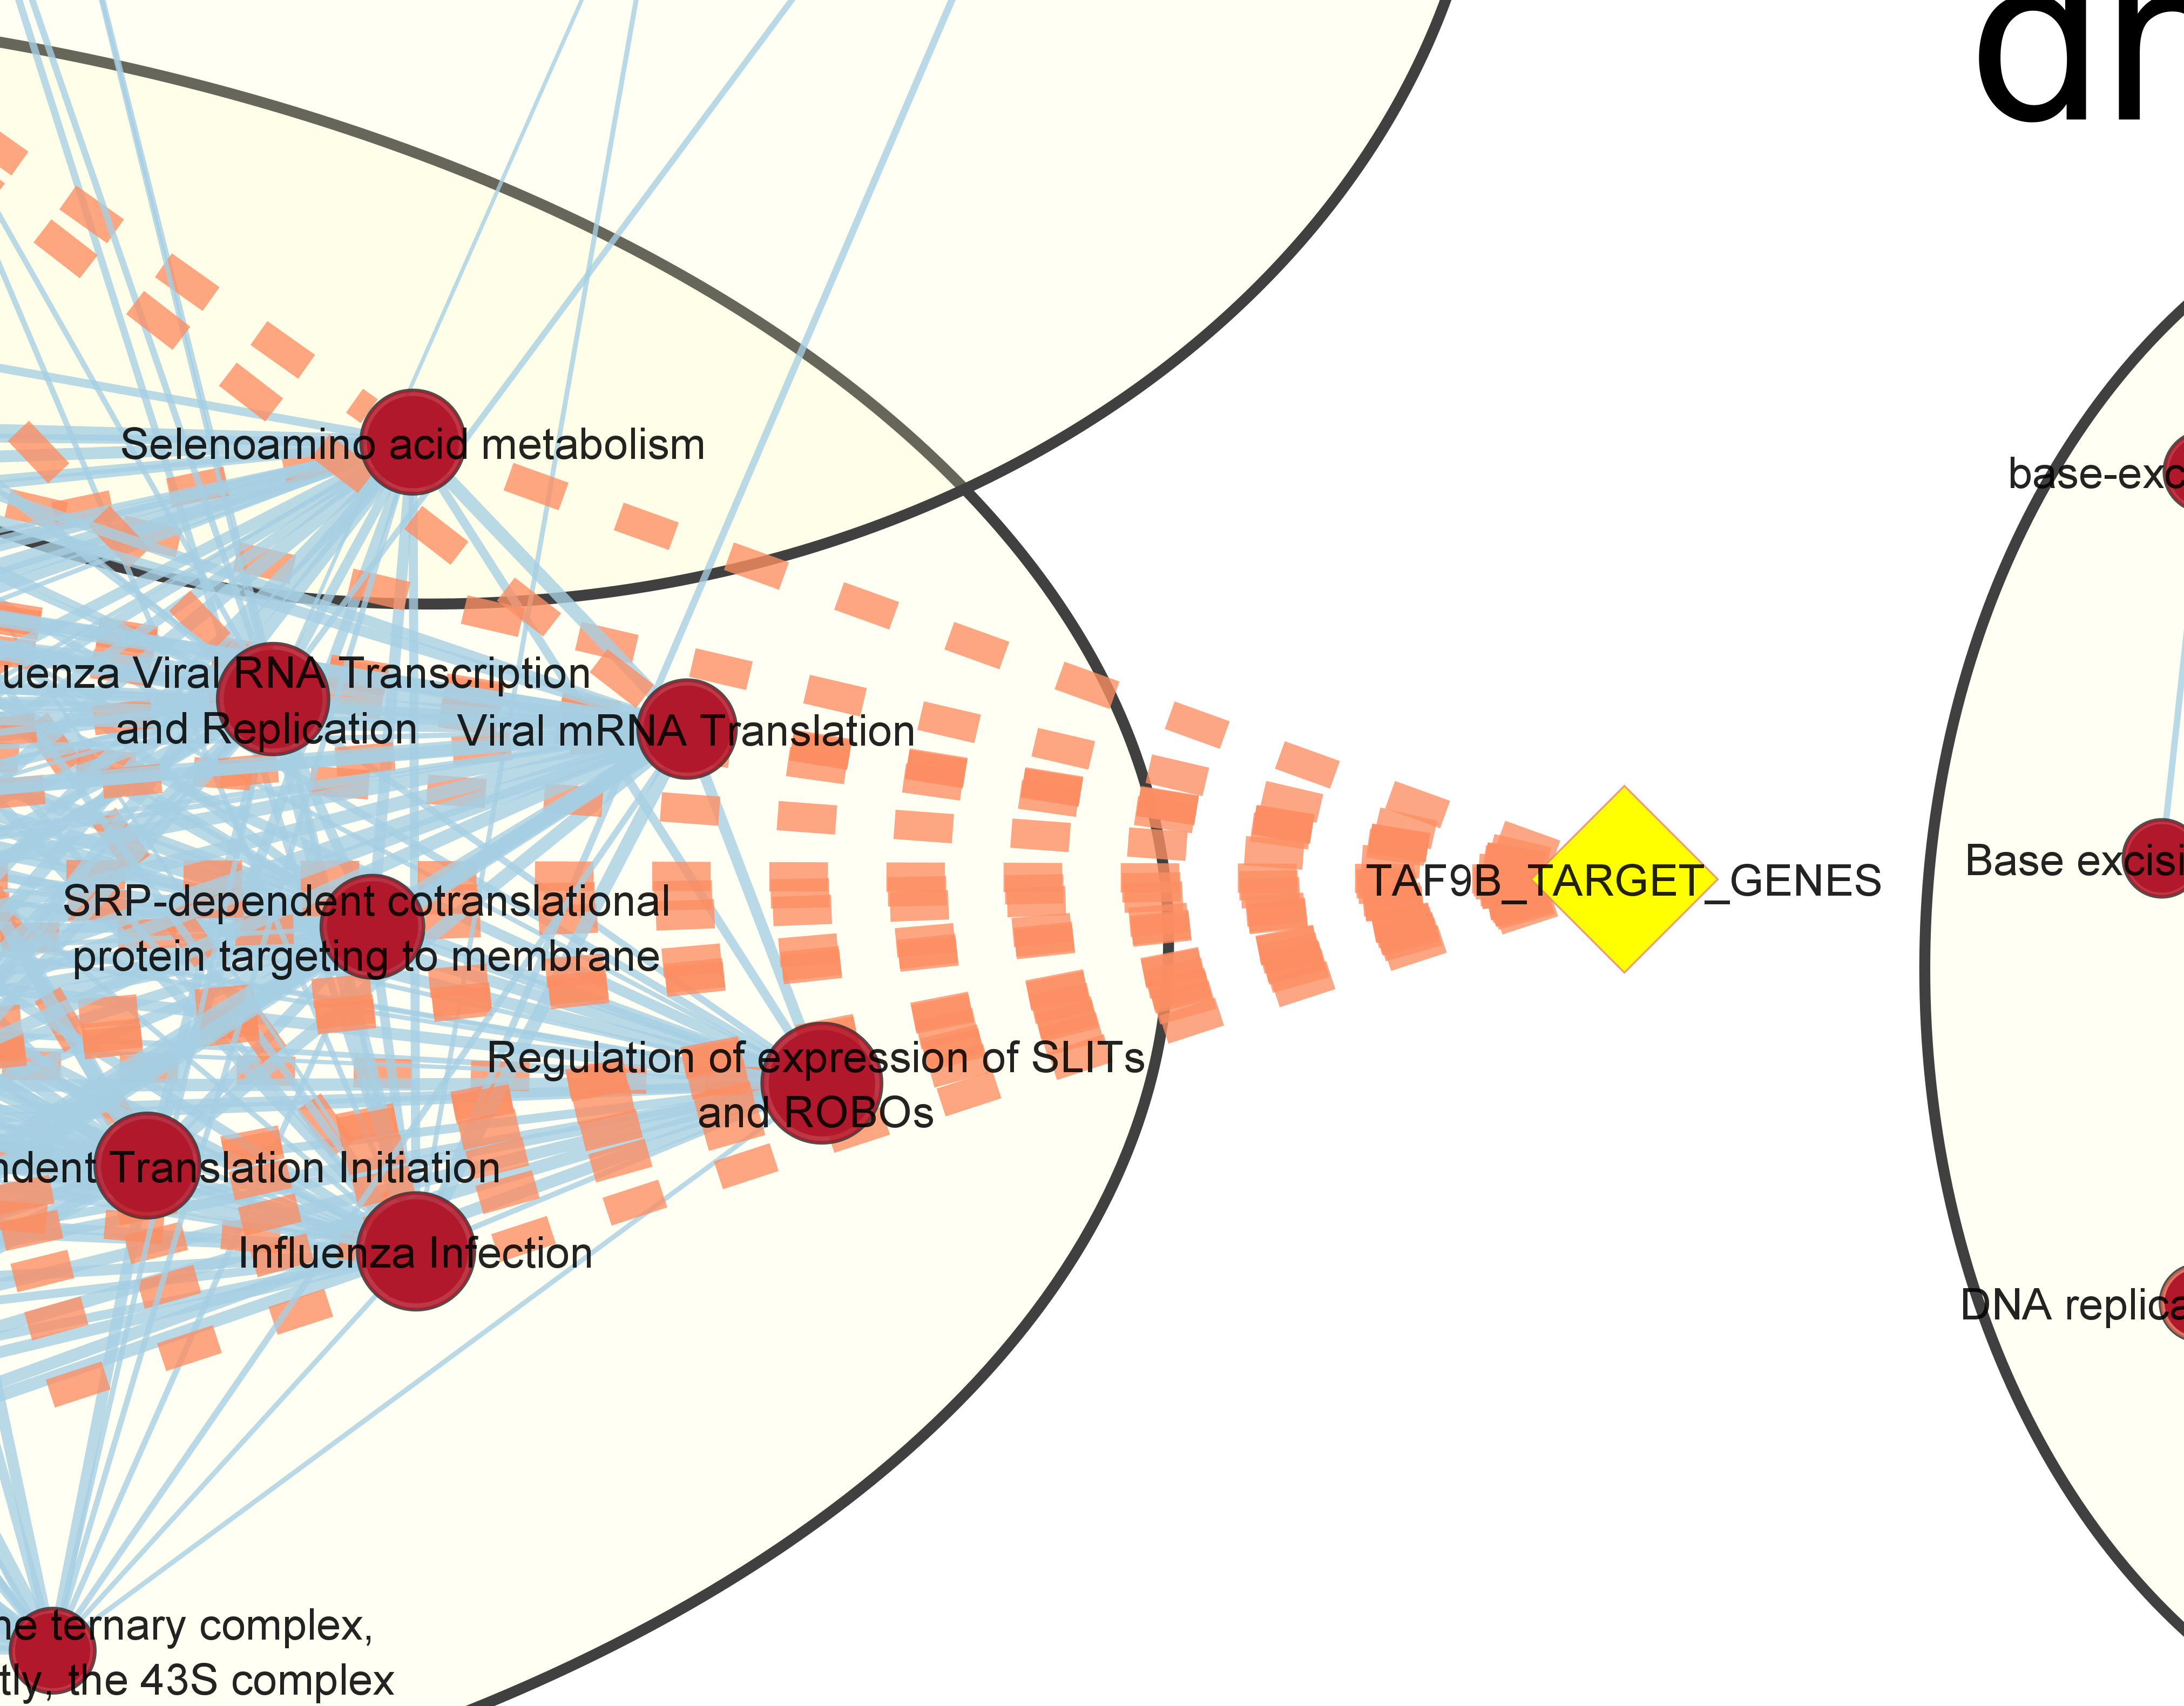 dr
Selenoamino acid metabolism
base-exc
uenza Viral RNA Transcription
and Replication
Viral mRNA Translation
Base excisi
TAF9B_TARGET_GENES
SRP-dependent cotranslational
protein targeting to membrane
Regulation of expression of SLITs
and ROBOs
ndent Translation Initiation
Influenza Infection
DNA replica
ne ternary complex,
tly, the 43S complex